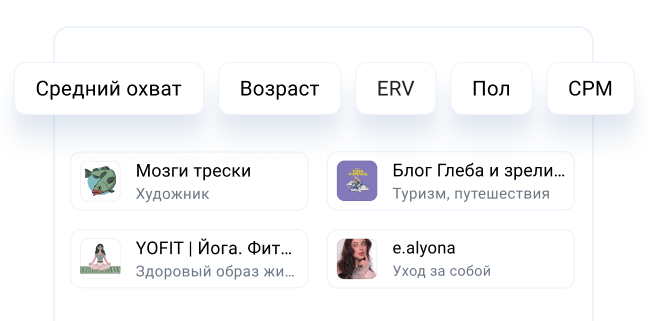 Средний охват
Возраст
ERV
Пол
CPM
Мозги трески
Художник
Блог Глеба и зрели...
Туризм, путешествия
YOFIT | Йога. Фит...
Здоровый образ жи...
e.alyona
Уход за собой